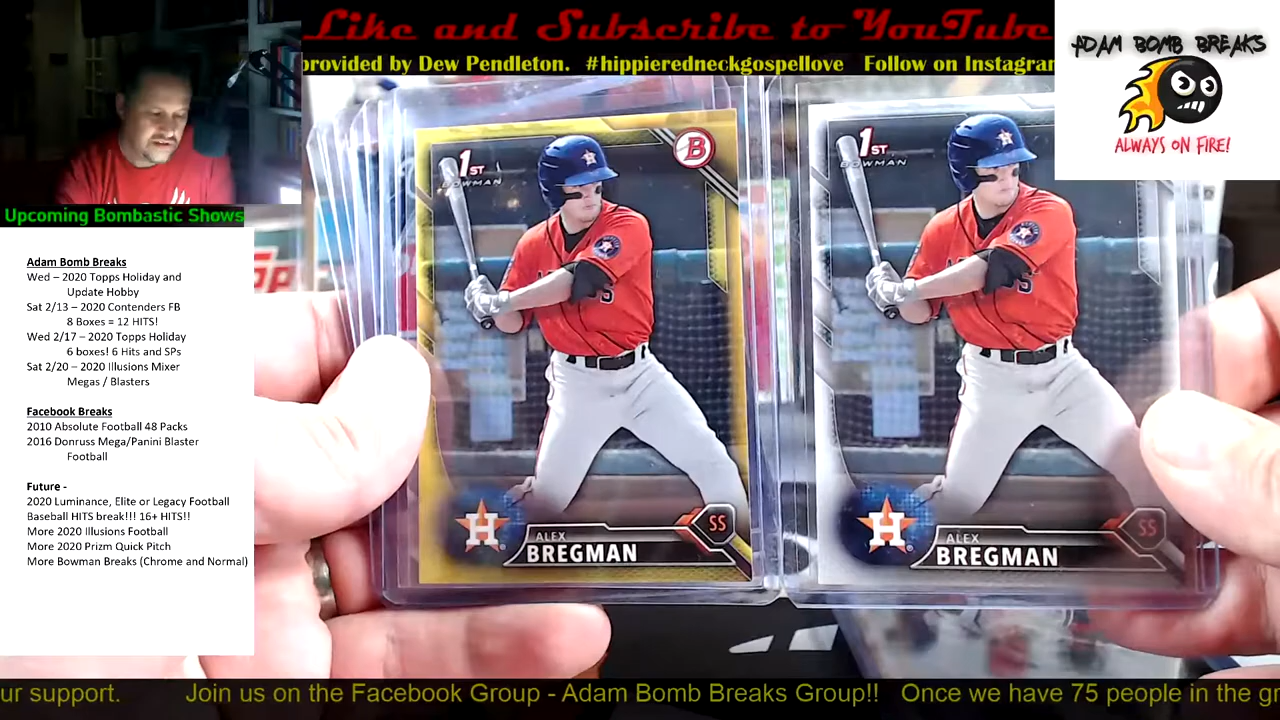 Like and Subscribe to YouTube
provided by Dew Pendleton. #hippieredneckgospellove Follow on Instagram
ADAM BOMB BREAKS
ALWAYS ON FIRE!
Upcoming Bombastic Shows
Adam Bomb Breaks
Wed – 2020 Topps Holiday and
Update Hobby
Sat 2/13 – 2020 Contenders FB
8 Boxes = 12 HITS!
Wed 2/17 – 2020 Topps Holiday
6 boxes! 6 Hits and SPs
Sat 2/20 – 2020 Illusions Mixer
Megas / Blasters
Facebook Breaks
2010 Absolute Football 48 Packs
2016 Donruss Mega/Panini Blaster
Football
Future -
2020 Luminance, Elite or Legacy Football
Baseball HITS break!!! 16+ HITS!!
More 2020 Illusions Football
More 2020 Prizm Quick Pitch
More Bowman Breaks (Chrome and Normal)
1ST
BOWMAN
B
H
SS
ALEX
BREGMAN
1ST
BOWMAN
H
SS
ALEX
BREGMAN
ur support. Join us on the Facebook Group - Adam Bomb Breaks Group!! Once we have 75 people in the gr